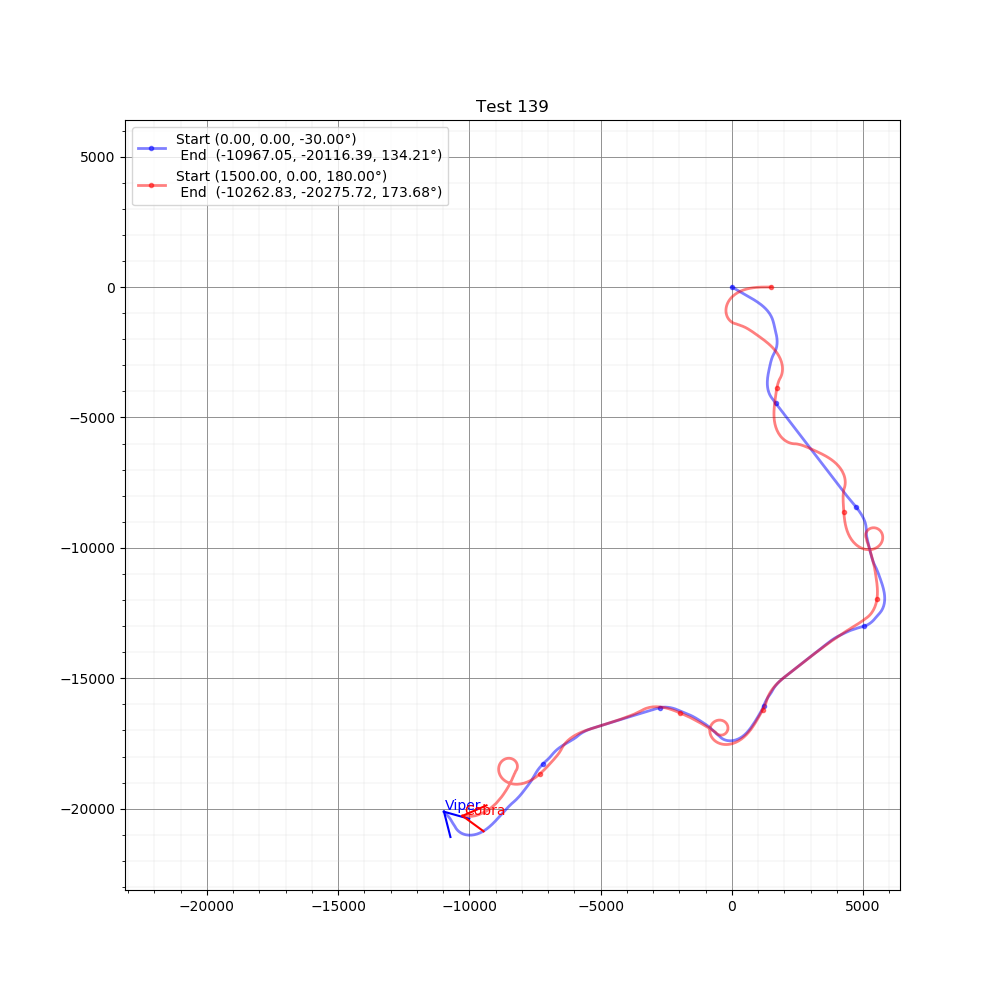 Test 139
Start (0.00, 0.00, -30.00°)
End  (-10967.05, -20116.39, 134.21°)
Start (1500.00, 0.00, 180.00°)
End  (-10262.83, -20275.72, 173.68°)
5000
0
−5000
−10000
−15000
−20000
Viper
Cobra
−20000 −15000 −10000 −5000 0 5000